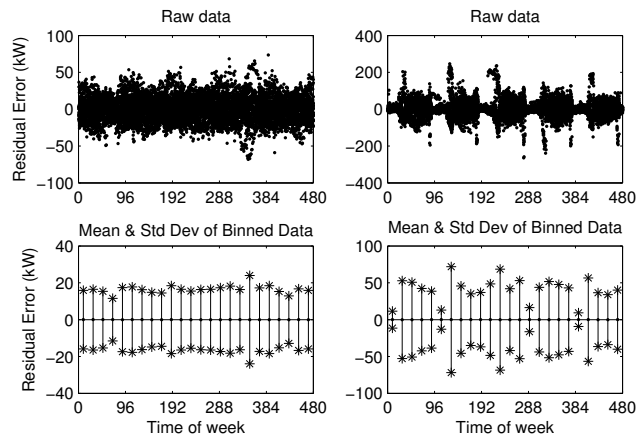 Raw data
Raw data
Residual Error (kW)
100
50
0
−50
−100
0 96 192 288 384 480
400
200
0
−200
−400
0 96 192 288 384 480
Mean & Std Dev of Binned Data
Mean & Std Dev of Binned Data
Residual Error (kW)
40
20
0
−20
−40
0 96 192 288 384 480
Time of week
100
50
0
−50
−100
0 96 192 288 384 480
Time of week